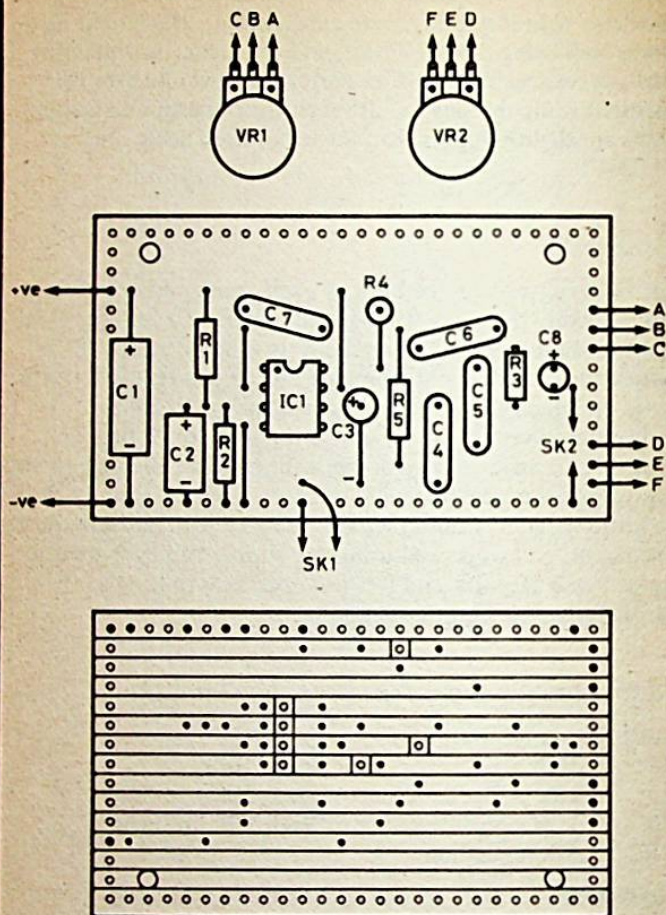 C B A
F E D
VR1
VR2
+ve
R4
A
C7
B
C6
C8
C
+
+
R1
R3
C1
IC1
+
R5
C5
C3
-
+
SK2
C4
D
C2
R2
E
-
-
-
F
-ve
SK1